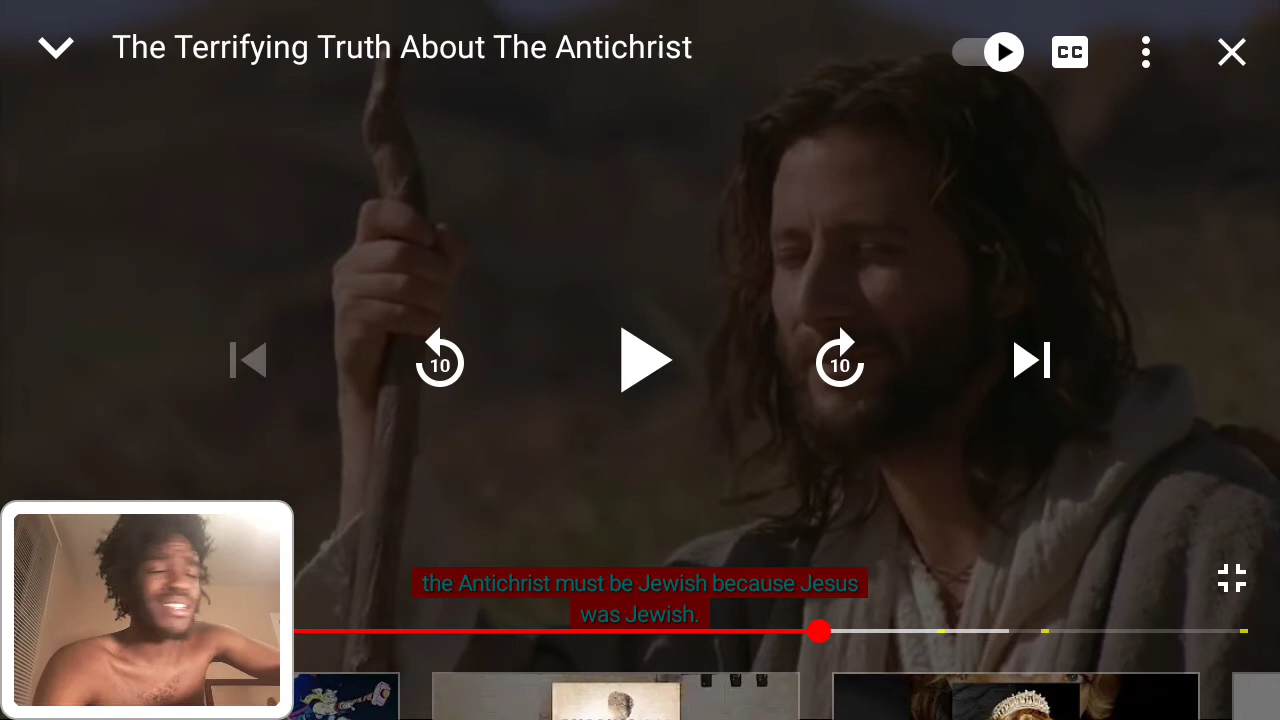 The Terrifying Truth About The Antichrist
CC
10
10
the Antichrist must be Jewish because Jesus
was Jewish.